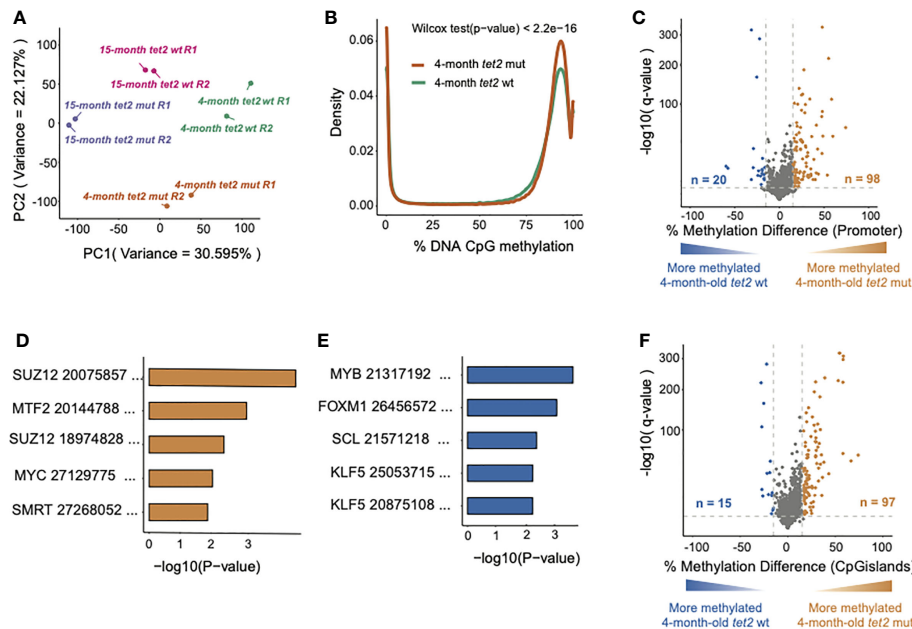 A
100
50
0
-50
-100
PC2 ( Variance = 22.127% )
15-month tet2 wt R1
15-month tet2 wt R2
4-month tet2 wt R1
15-month tet2 mut R1
4-month tet2 wt R2
15-month tet2 mut R2
4-month tet2 mut R1
4-month tet2 mut R2
-100
-50
0
50
100
PC1( Variance = 30.595% )
B
Wilcox test(p-value) < 2.2e-16
4-month tet2 mut
4-month tet2 wt
0.06
0.04
0.02
0.00
Density
0
25
50
75
100
% DNA CpG methylation
C
300
100
-log10( q-value)
n = 20
n = 98
-100
-50
0
50
100
% Methylation Difference (Promoter)
More methylated
4-month-old tet2 wt
More methylated
4-month-old tet2 mut
D
SUZ12 20075857 ...
MTF2 20144788 ...
SUZ12 18974828 ...
MYC 27129775 ...
SMRT 27268052 ...
0
1
2
3
−log10(P−value)
E
MYB 21317192 ...
FOXM1 26456572 ...
SCL 21571218 ...
KLF5 25053715 ...
KLF5 20875108 ...
0
1
2
3
−log10(P−value)
F
300
100
-log10( q-value)
n = 15
n = 97
-100
-50
0
50
100
% Methylation Difference (CpGislands)
More methylated
4-month-old tet2 wt
More methylated
4-month-old tet2 mut